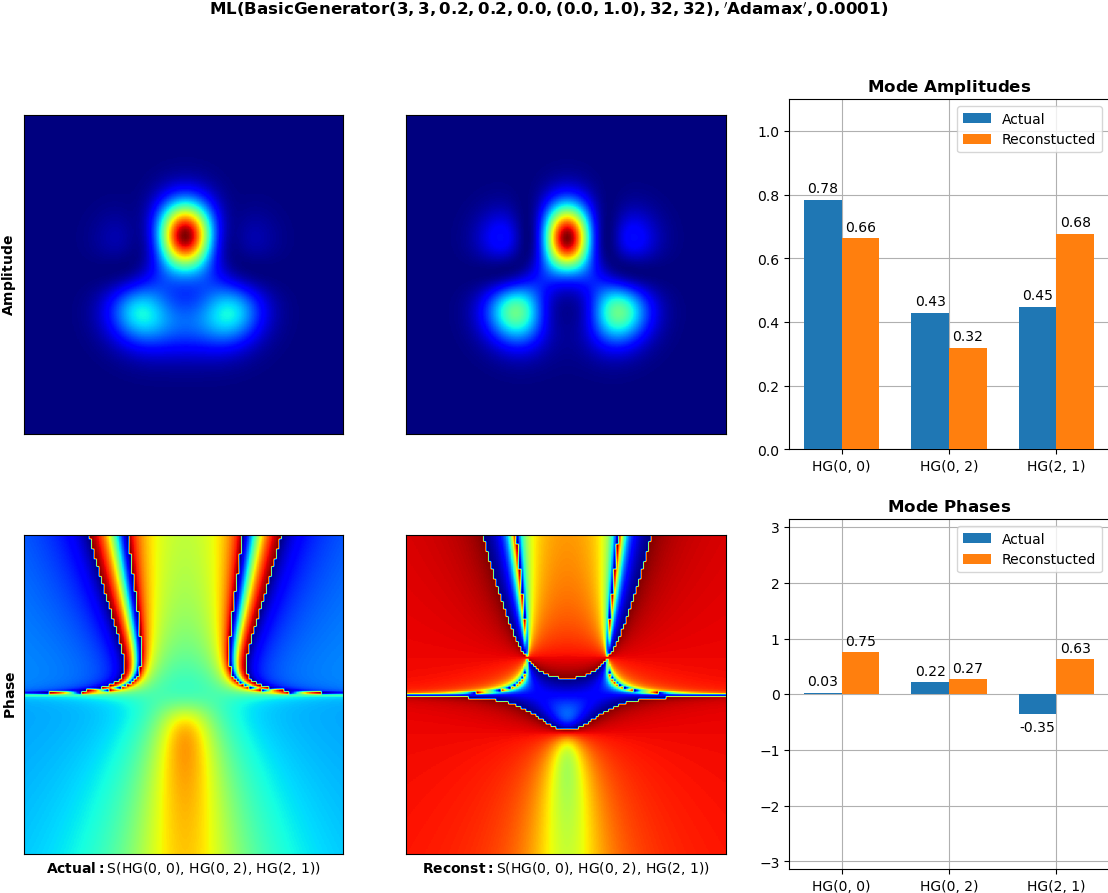 ML(BasicGenerator(3, 3, 0.2, 0.2, 0.0, (0.0, 1.0), 32, 32), ′Adamax′, 0.0001)
Amplitude
Mode Amplitudes
Actual
Reconstucted
1.0
0.8
0.6
0.4
0.2
0.0
0.78
0.66
0.43
0.32
0.45
0.68
HG(0, 0)
HG(0, 2)
HG(2, 1)
Phase
Actual: S(HG(0, 0), HG(0, 2), HG(2, 1))
Reconst: S(HG(0, 0), HG(0, 2), HG(2, 1))
Mode Phases
Actual
Reconstucted
3
2
1
0
−1
−2
−3
0.03
0.75
0.22
0.27
-0.35
0.63
HG(0, 0)
HG(0, 2)
HG(2, 1)